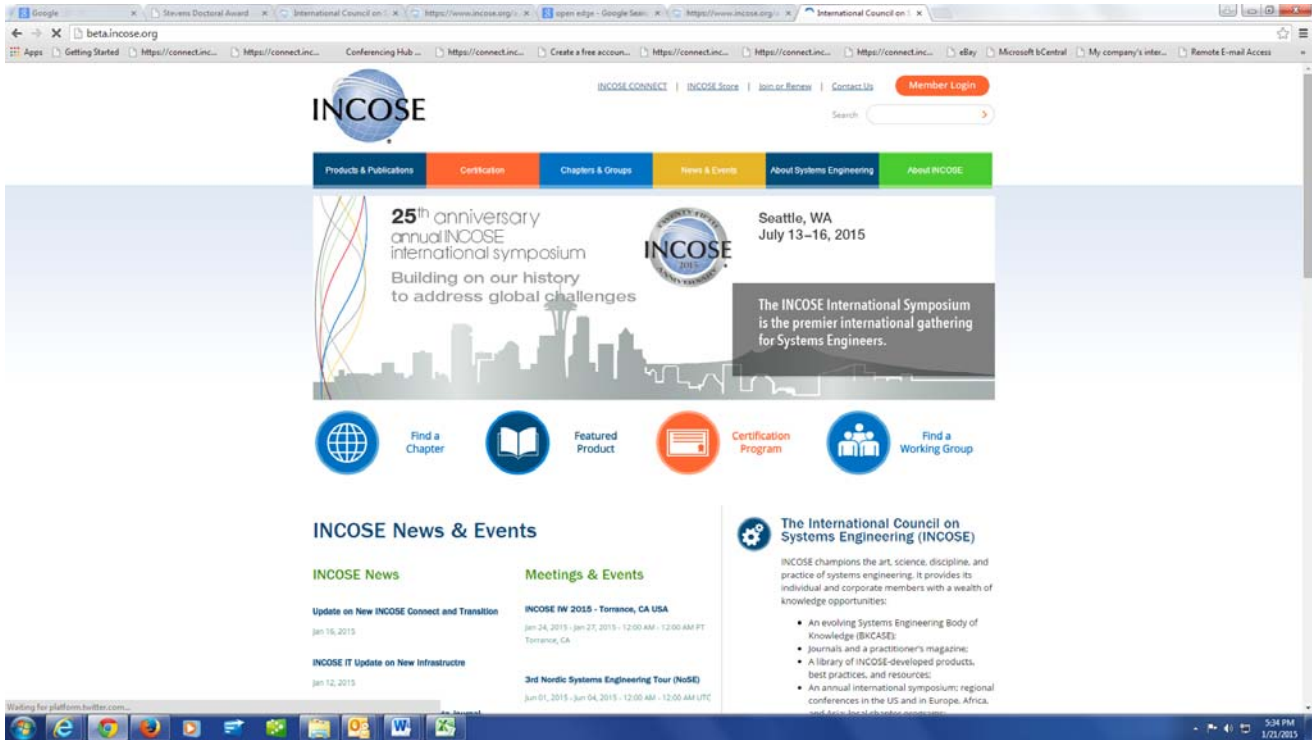 Google
Stevens Doctoral Award
International Council on S
https://www.incose.org/
open edge - Google Sear
https://www.incose.org/
International Council on S
beta.incose.org
Apps Getting Started https://connect.inc... https://connect.inc... Conferencing Hub ... https://connect.inc... Create a free accoun... https://connect.inc... https://connect.inc... https://connect.inc... eBay Microsoft bCentral My company's inter... Remote E-mail Access
INCOSE
INCOSE CONNECT | INCOSE Store | Join or Renew | Contact Us
Member Login
Search
Products & Publications
Certification
Chapters & Groups
News & Events
About Systems Engineering
About INCOSE
25th anniversary
annual INCOSE
international symposium
Building on our history
to address global challenges
TWENTY FIFTH
INCOSE
2015
ANNIVERSARY
Seattle, WA
July 13–16, 2015
The INCOSE International Symposium
is the premier international gathering
for Systems Engineers.
Find a
Chapter
Featured
Product
Certification
Program
Find a
Working Group
INCOSE News & Events
INCOSE News
Update on New INCOSE Connect and Transition
Jan 16, 2015
INCOSE IT Update on New Infrastructre
Jan 12, 2015
Journal
Meetings & Events
INCOSE IW 2015 - Torrance, CA USA
Jan 24, 2015 - Jan 27, 2015 - 12:00 AM - 12:00 AM PT
Torrance, CA
3rd Nordic Systems Engineering Tour (NoSE)
Jun 01, 2015 - Jun 04, 2015 - 12:00 AM - 12:00 AM UTC
The International Council on
Systems Engineering (INCOSE)
INCOSE champions the art, science, discipline, and
practice of systems engineering. It provides its
individual and corporate members with a wealth of
knowledge opportunities:
An evolving Systems Engineering Body of
Knowledge (BKCASE);
Journals and a practitioner's magazine;
A library of INCOSE-developed products,
best practices, and resources;
An annual international symposium; regional
conferences in the US and in Europe, Africa,
and Asia; local chapter programs;
Waiting for platform.twitter.com...
5:34 PM
1/21/2015